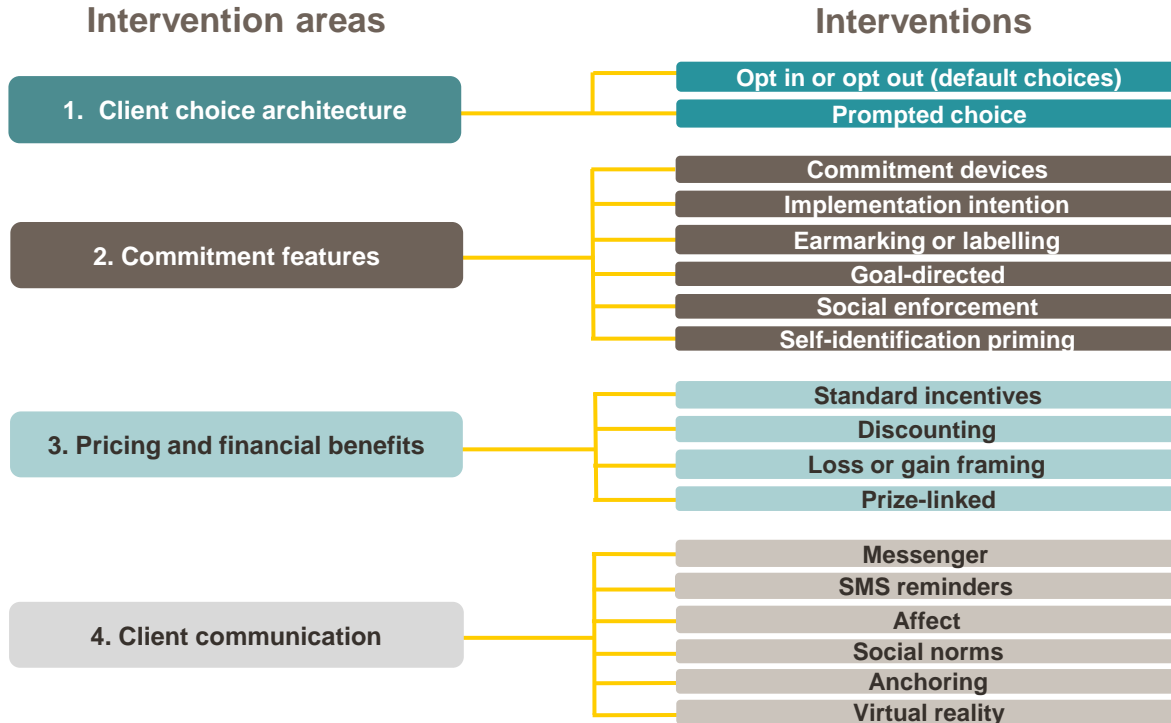 Intervention areas
Interventions
1. Client choice architecture
Opt in or opt out (default choices)
Prompted choice
2. Commitment features
Commitment devices
Implementation intention
Earmarking or labelling
Goal-directed
Social enforcement
Self-identification priming
3. Pricing and financial benefits
Standard incentives
Discounting
Loss or gain framing
Prize-linked
4. Client communication
Messenger
SMS reminders
Affect
Social norms
Anchoring
Virtual reality